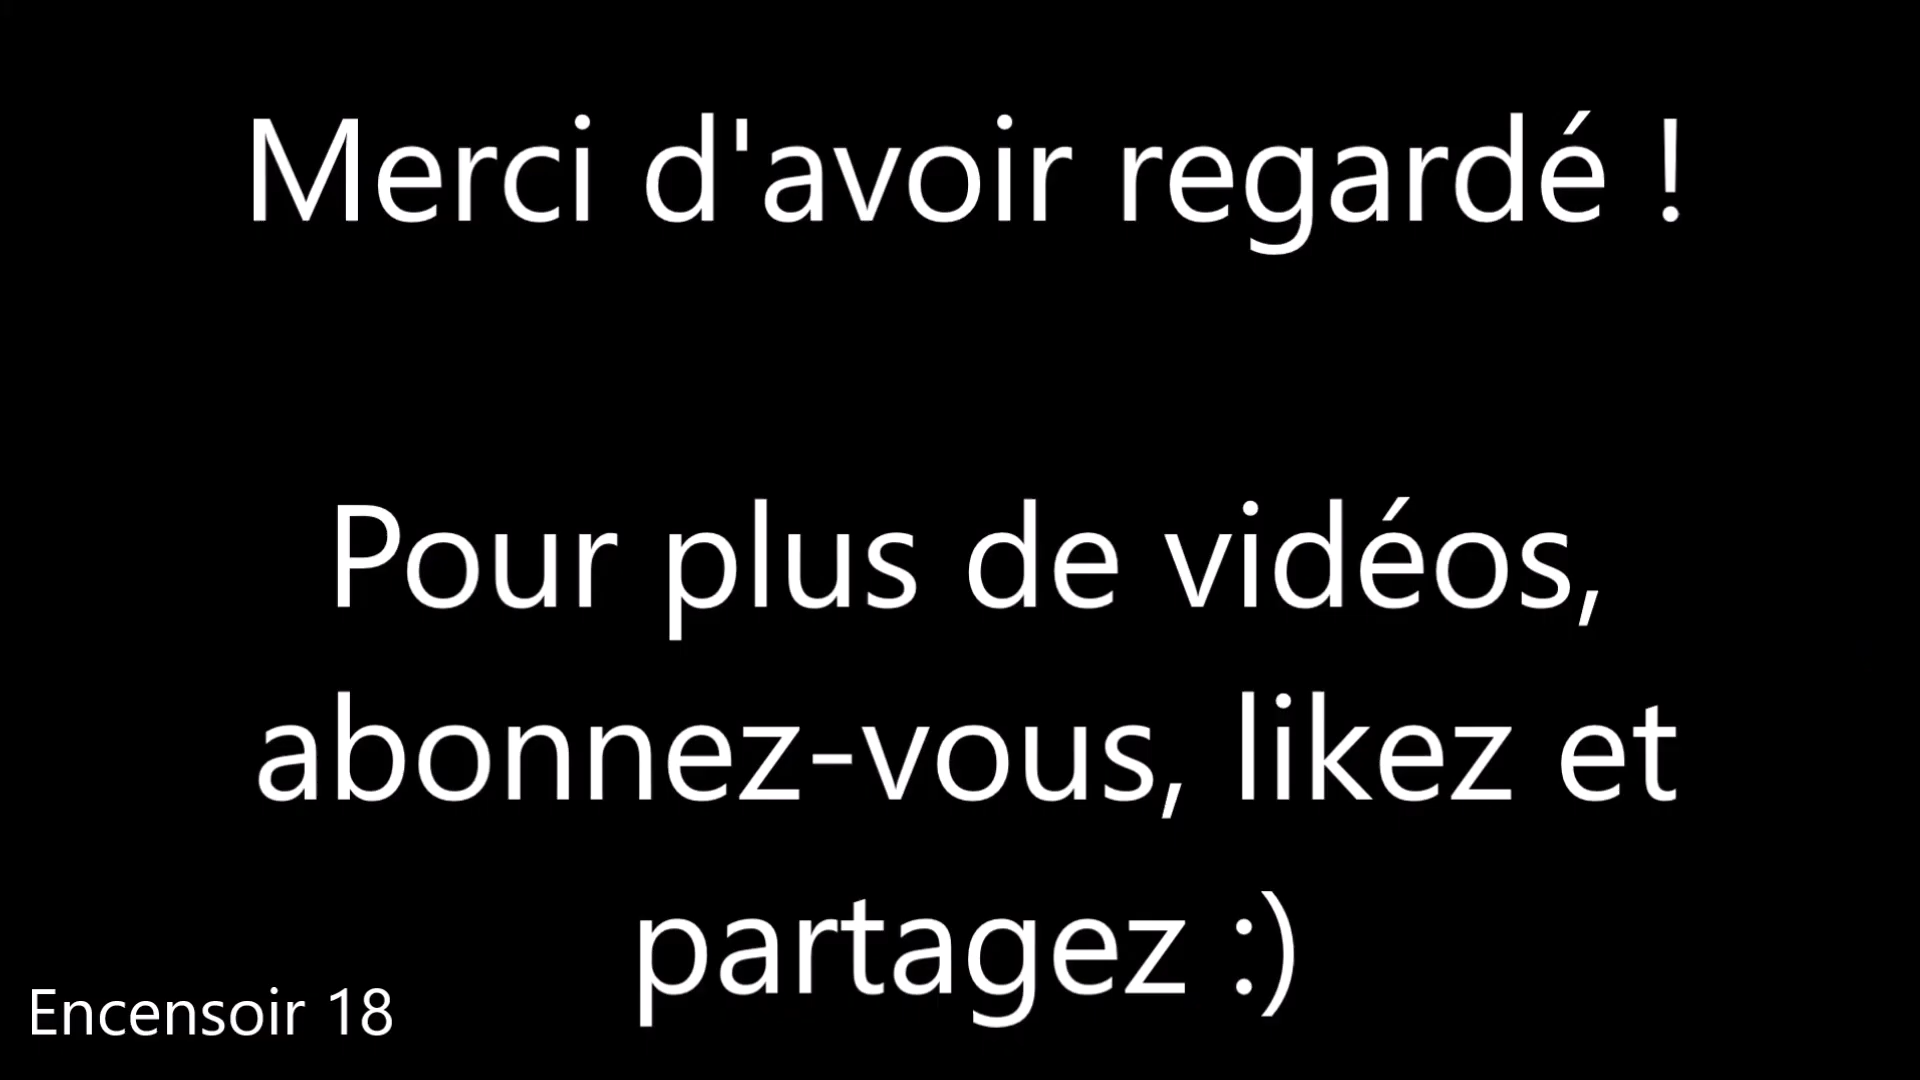 Merci d'avoir regardé !
Pour plus de vidéos,
abonnez-vous, likez et
partagez :)
Encensoir 18